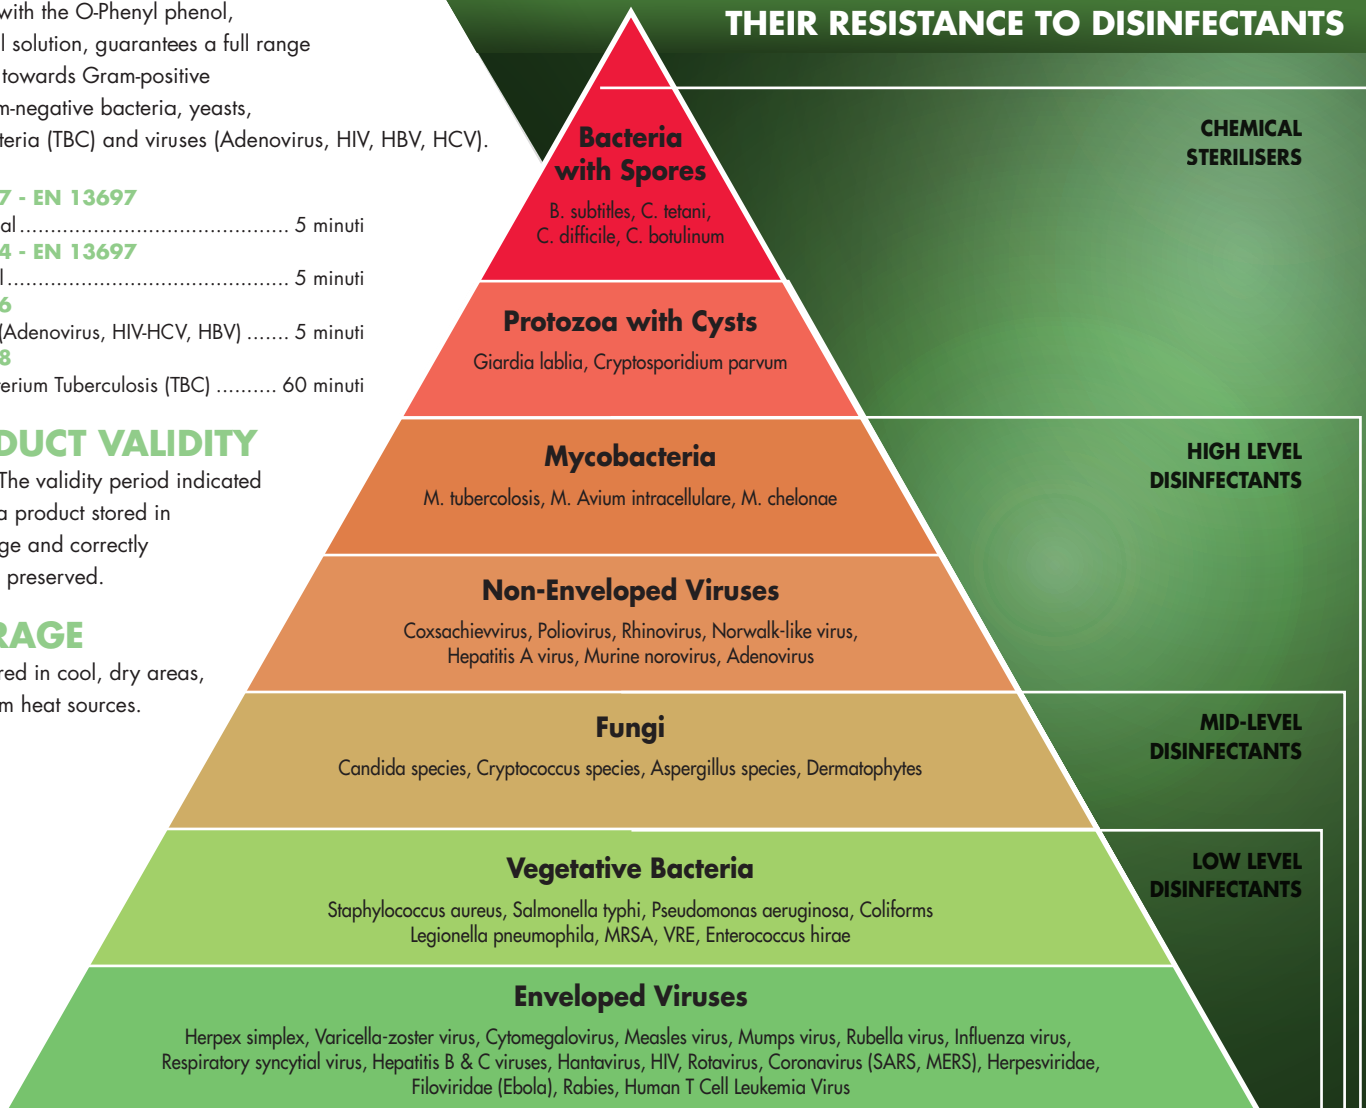 with the O-Phenyl phenol,
l solution, guarantees a full range
towards Gram-positive
m-negative bacteria, yeasts,
teria (TBC) and viruses (Adenovirus, HIV, HBV, HCV).
7 - EN 13697
al............................................ 5 minuti
4 - EN 13697
l.............................................. 5 minuti
6
(Adenovirus, HIV-HCV, HBV) ....... 5 minuti
8
erium Tuberculosis (TBC) .......... 60 minuti
DUCT VALIDITY
The validity period indicated
a product stored in
ge and correctly
preserved.
RAGE
red in cool, dry areas,
m heat sources.
THEIR RESISTANCE TO DISINFECTANTS
Bacteria
with Spores
B. subtitles, C. tetani,
C. difficile, C. botulinum
Protozoa with Cysts
Giardia lablia, Cryptosporidium parvum
Mycobacteria
M. tubercolosis, M. Avium intracellulare, M. chelonae
Non-Enveloped Viruses
Coxsachievvirus, Poliovirus, Rhinovirus, Norwalk-like virus,
Hepatitis A virus, Murine norovirus, Adenovirus
Fungi
Candida species, Cryptococcus species, Aspergillus species, Dermatophytes
Vegetative Bacteria
Staphylococcus aureus, Salmonella typhi, Pseudomonas aeruginosa, Coliforms
Legionella pneumophila, MRSA, VRE, Enterococcus hirae
Enveloped Viruses
Herpex simplex, Varicella-zoster virus, Cytomegalovirus, Measles virus, Mumps virus, Rubella virus, Influenza virus,
Respiratory syncytial virus, Hepatitis B & C viruses, Hantavirus, HIV, Rotavirus, Coronavirus (SARS, MERS), Herpesviridae,
Filoviridae (Ebola), Rabies, Human T Cell Leukemia Virus
CHEMICAL
STERILISERS
HIGH LEVEL
DISINFECTANTS
MID-LEVEL
DISINFECTANTS
LOW LEVEL
DISINFECTANTS